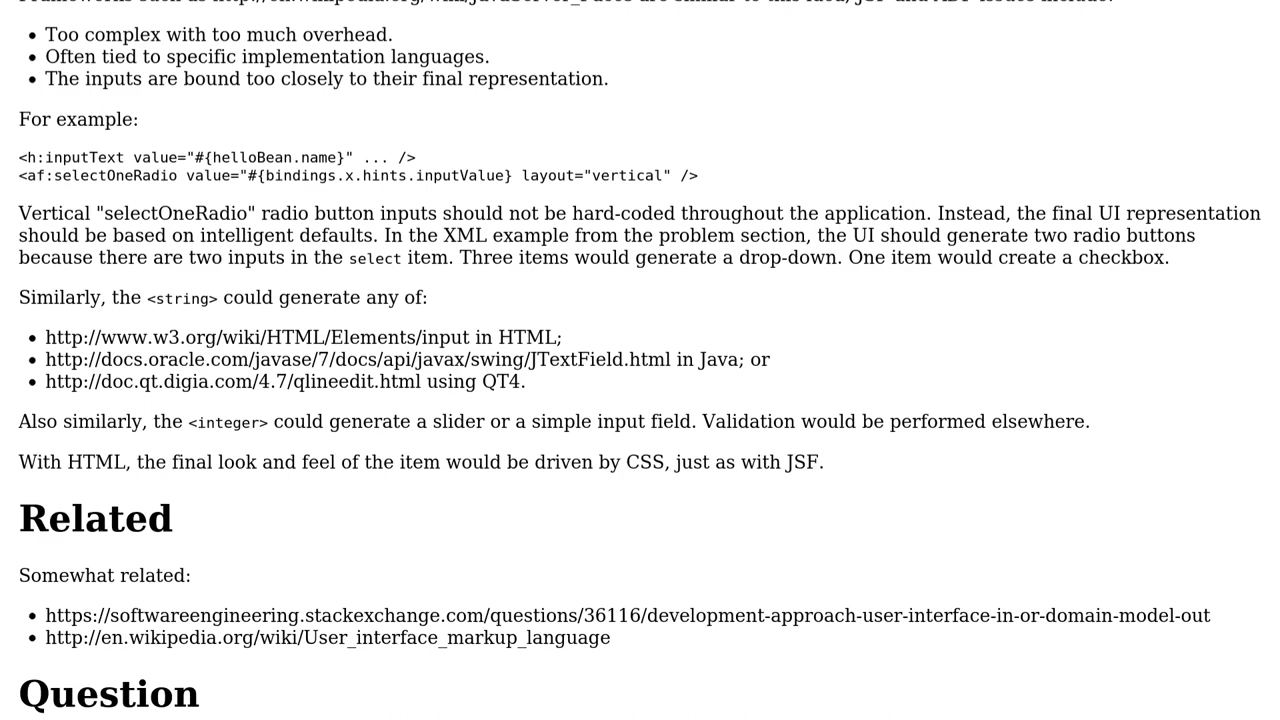 Too complex with too much overhead.
Often tied to specific implementation languages.
The inputs are bound too closely to their final representation.
For example:
<h:inputText value="#{helloBean.name}" ... />
<af:selectOneRadio value="#{bindings.x.hints.inputValue} layout="vertical" />
Vertical "selectOneRadio" radio button inputs should not be hard-coded throughout the application. Instead, the final UI representation
should be based on intelligent defaults. In the XML example from the problem section, the UI should generate two radio buttons
because there are two inputs in the select item. Three items would generate a drop-down. One item would create a checkbox.
Similarly, the <string> could generate any of:
http://www.w3.org/wiki/HTML/Elements/input in HTML;
http://docs.oracle.com/javase/7/docs/api/javax/swing/JTextField.html in Java; or
http://doc.qt.digia.com/4.7/qlineedit.html using QT4.
Also similarly, the <integer> could generate a slider or a simple input field. Validation would be performed elsewhere.
With HTML, the final look and feel of the item would be driven by CSS, just as with JSF.
Related
Somewhat related:
https://softwareengineering.stackexchange.com/questions/36116/development-approach-user-interface-in-or-domain-model-out
http://en.wikipedia.org/wiki/User_interface_markup_language
Question